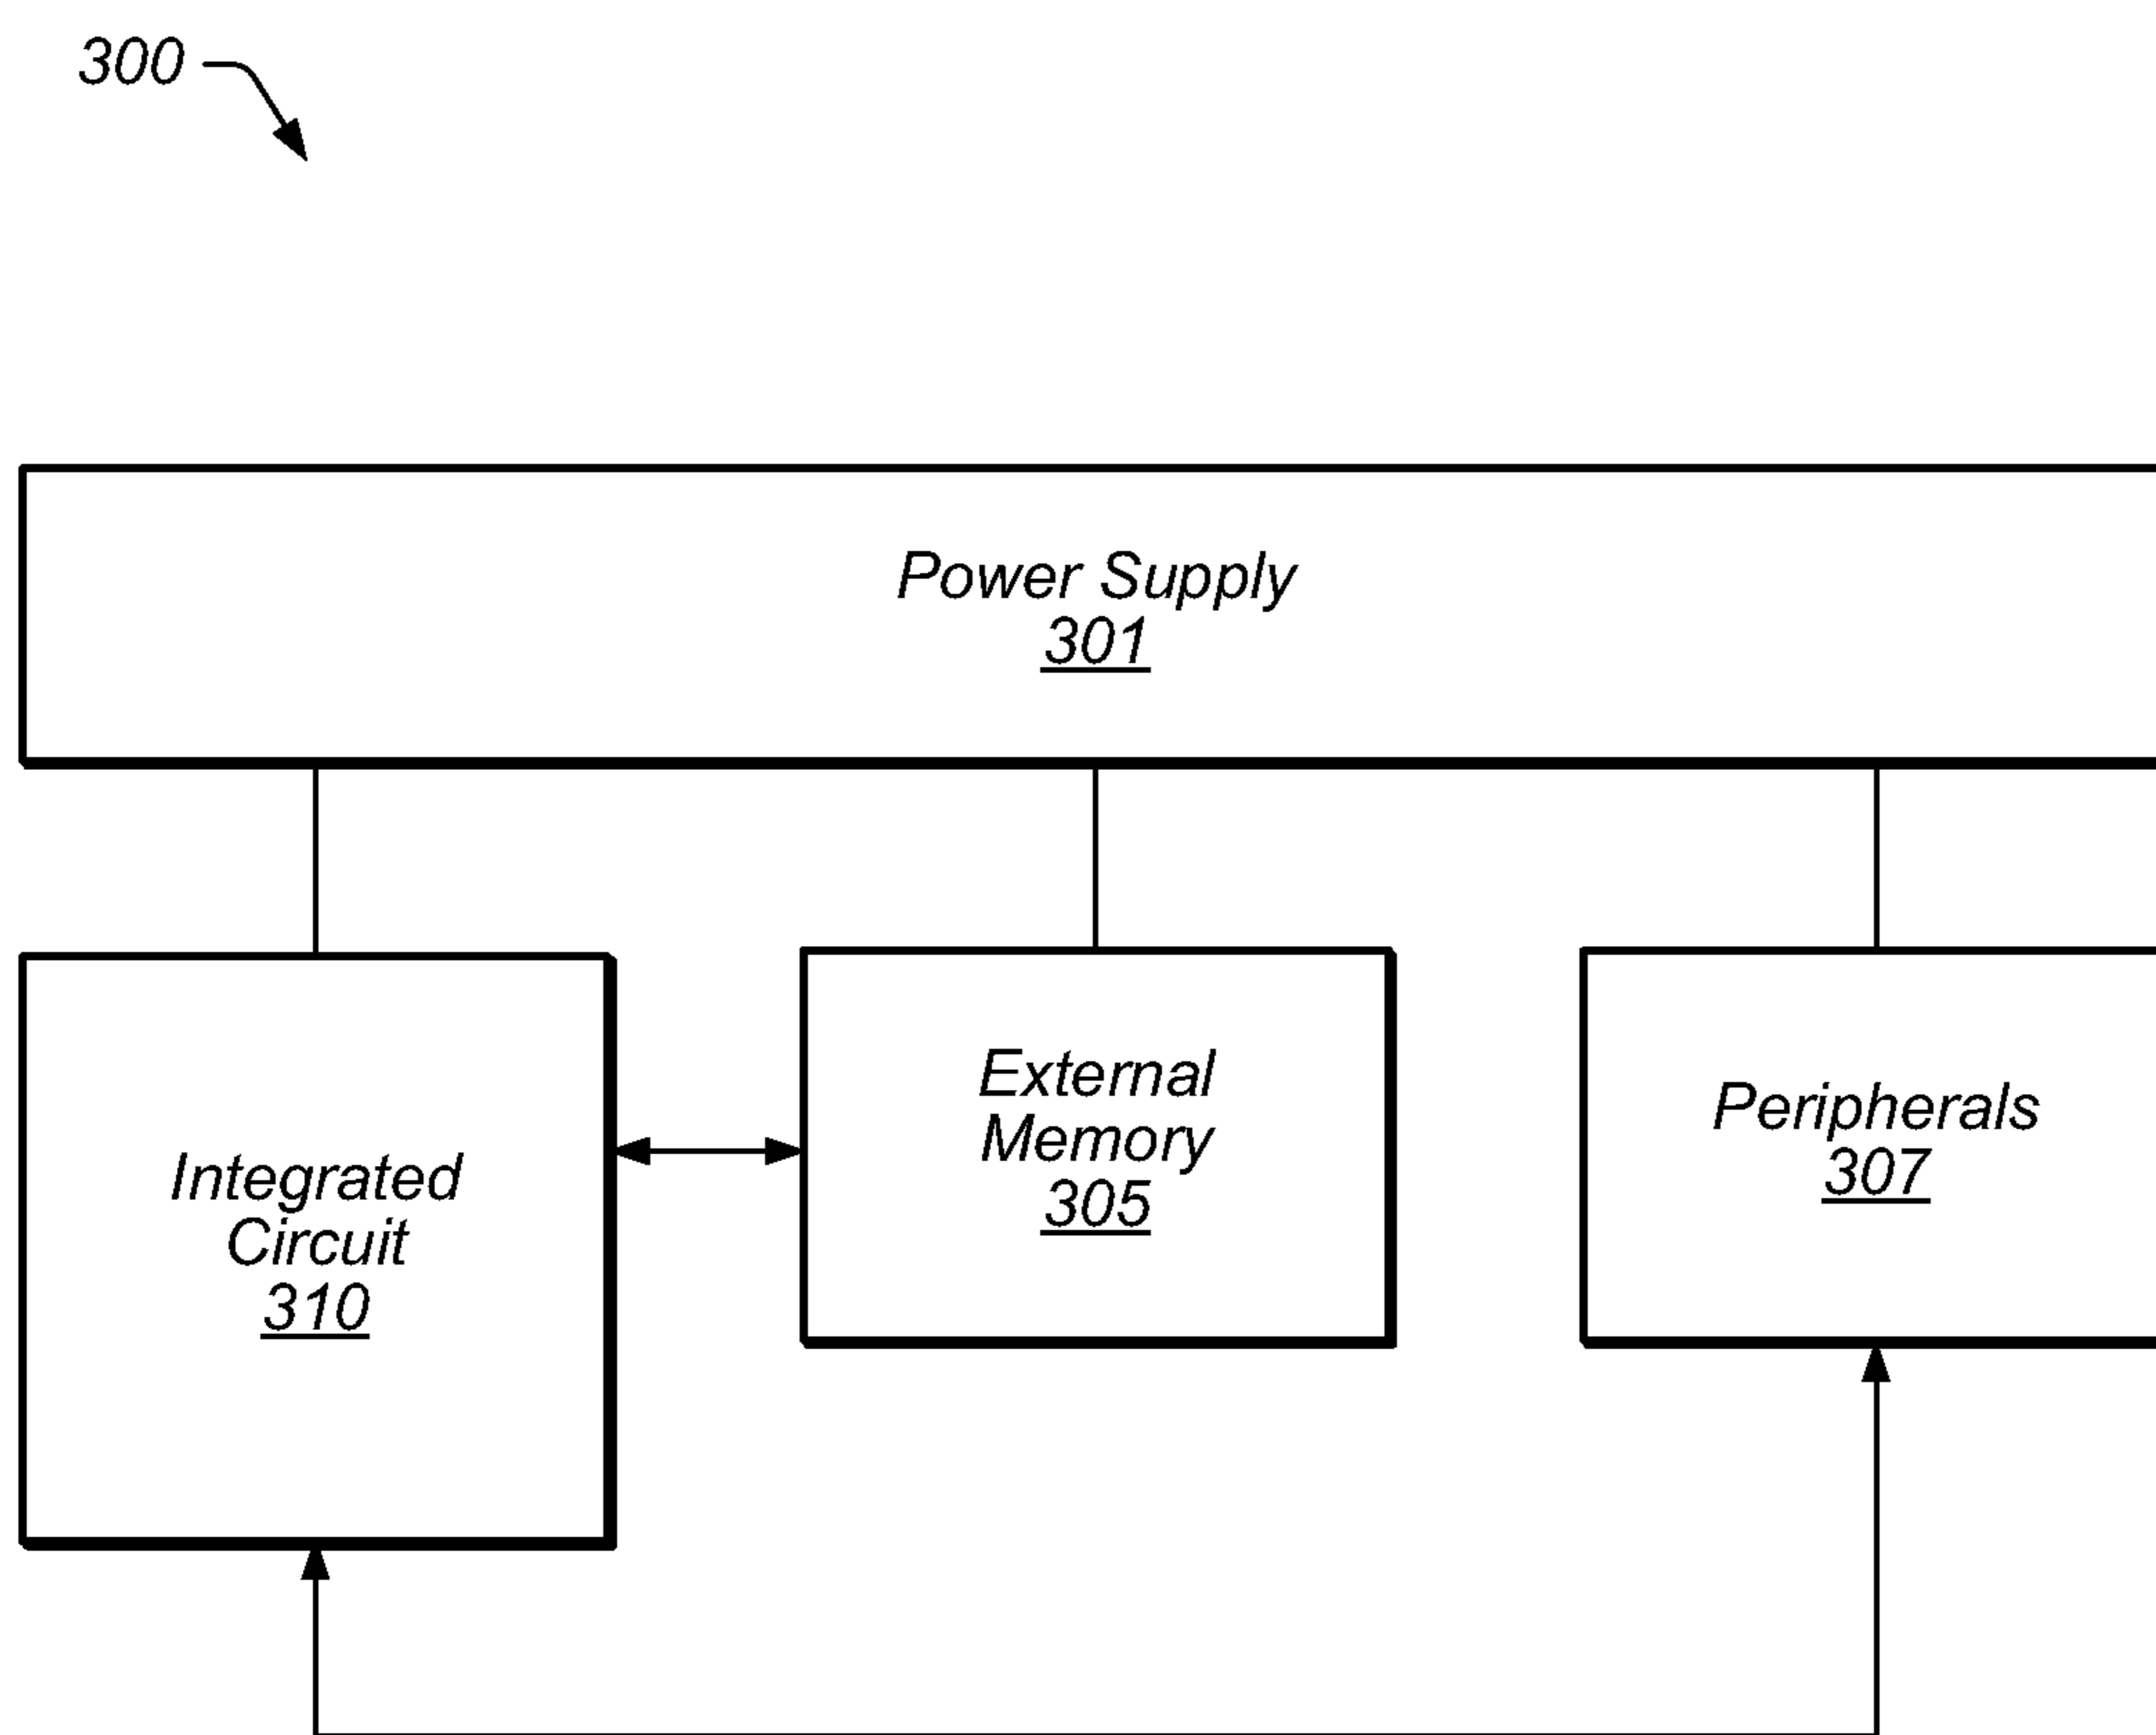 300
Power Supply
301
Integrated
Circuit
310
External
Memory
305
Peripherals
307